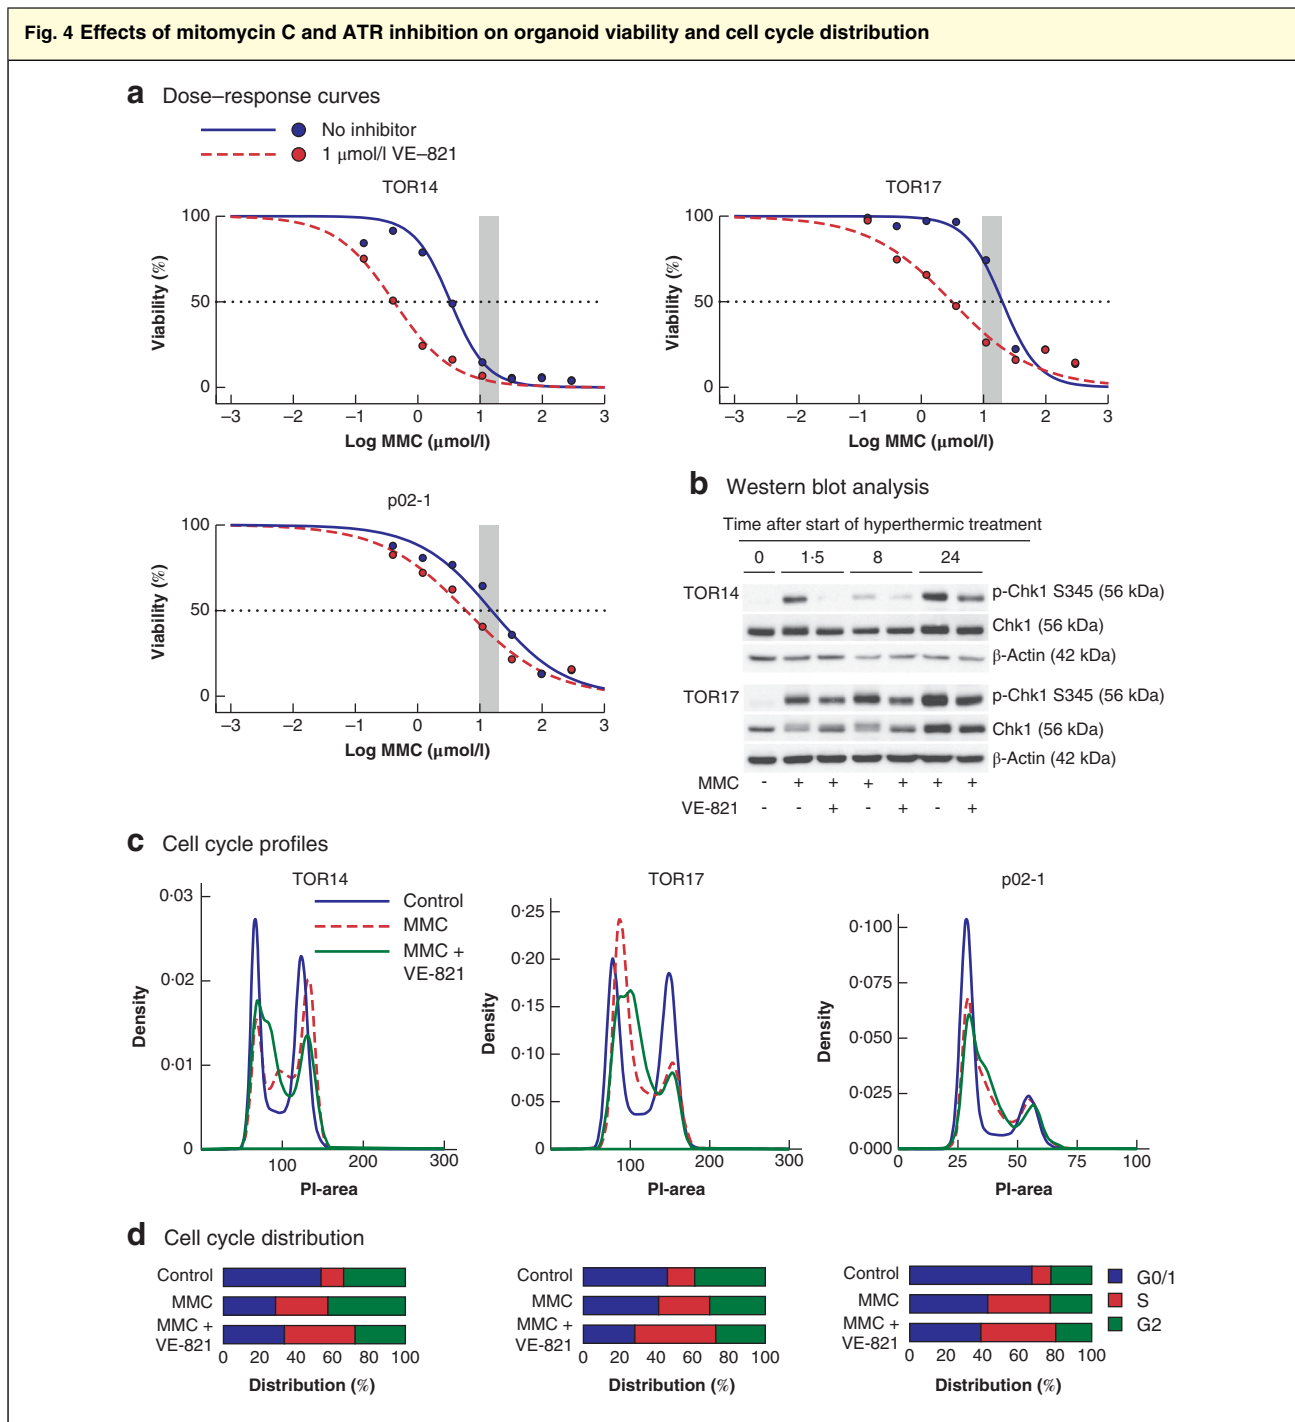 Fig. 4 Effects of mitomycin C and ATR inhibition on organoid viability and cell cycle distribution
a Dose–response curves
No inhibitor
1 μmol/l VE–821
TOR14
100
50
0
Viability (%)
–3 –2 –1 0 1 2 3
Log MMC (μmol/l)
TOR17
100
50
0
Viability (%)
–3 –2 –1 0 1 2 3
Log MMC (μmol/l)
p02-1
100
50
0
Viability (%)
–3 –2 –1 0 1 2 3
Log MMC (μmol/l)
b Western blot analysis
Time after start of hyperthermic treatment
0 1·5 8 24
TOR14
p-Chk1 S345 (56 kDa)
Chk1 (56 kDa)
β-Actin (42 kDa)
TOR17
p-Chk1 S345 (56 kDa)
Chk1 (56 kDa)
β-Actin (42 kDa)
MMC - + + + + + +
VE-821 - - + - + - +
c Cell cycle profiles
TOR14
Control
MMC
MMC +
VE-821
0·03
0·02
0·01
0
Density
100 200 300
PI-area
TOR17
0·25
0·20
0·15
0·10
0·05
0
Density
100 200 300
PI-area
p02-1
0·100
0·075
0·050
0·025
0·000
Density
0 25 50 75 100
PI-area
d Cell cycle distribution
Control
MMC
MMC +
VE-821
0 20 40 60 80 100
Distribution (%)
Control
MMC
MMC +
VE-821
0 20 40 60 80 100
Distribution (%)
Control
MMC
MMC +
VE-821
0 20 40 60 80 100
Distribution (%)
G0/1
S
G2